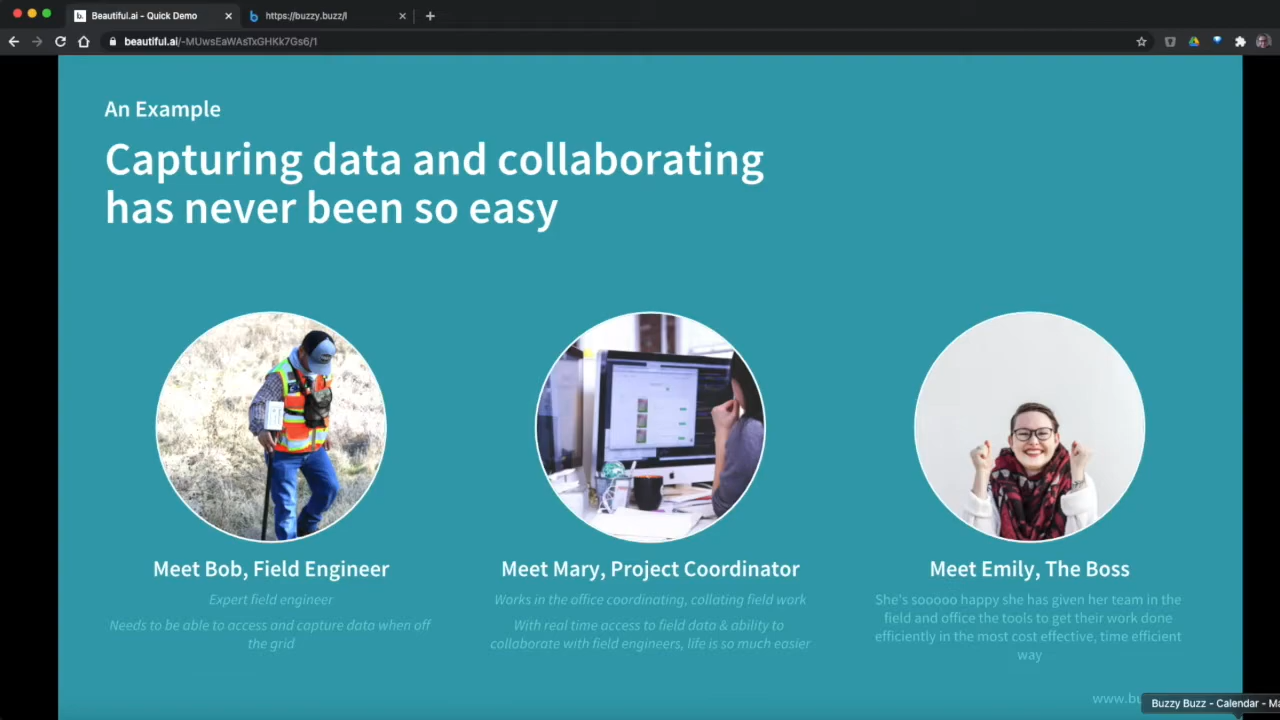 Beautiful.ai - Quick Demo
https://buzzy.buzz/l
beautiful.ai/-MUwsEaWAsTxGHKk7Gs6/1
An Example
Capturing data and collaborating
has never been so easy
Meet Bob, Field Engineer
Expert field engineer
Needs to be able to access and capture data when off
the grid
Meet Mary, Project Coordinator
Works in the office coordinating, collating field work
With real time access to field data & ability to
collaborate with field engineers, life is so much easier
Meet Emily, The Boss
She's sooooo happy she has given her team in the
field and office the tools to get their work done
efficiently in the most cost effective, time efficient
way
www.bu
Buzzy Buzz - Calendar - Ma